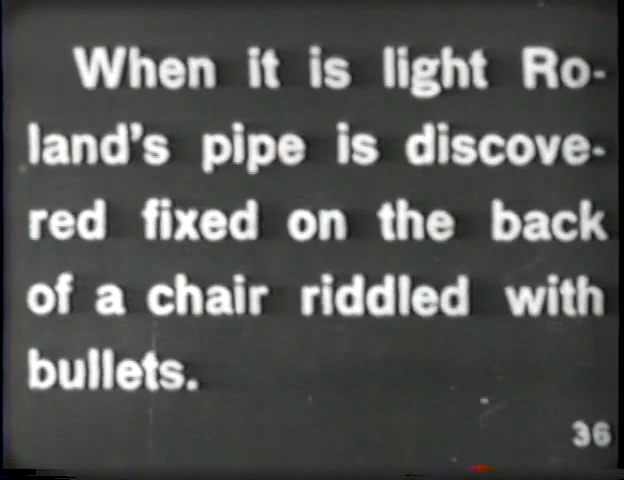 When it is light Ro-
land's pipe is discove-
red fixed on the back
of a chair riddled with
bullets.
36